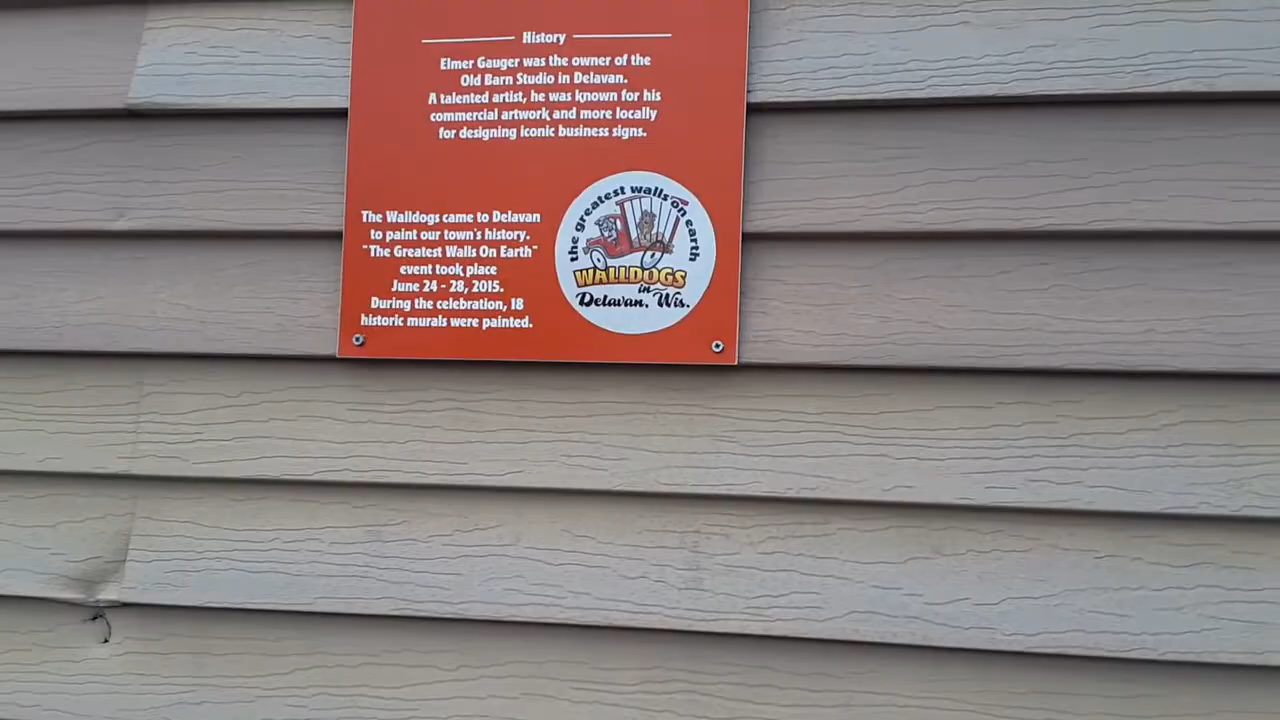 History
Elmer Gauger was the owner of the
Old Barn Studio in Delavan.
A talented artist, he was known for his
commercial artwork and more locally
for designing iconic business signs.
The Walldogs came to Delavan
to paint our town's history.
"The Greatest Walls On Earth"
event took place
June 24 - 28, 2015.
During the celebration, 18
historic murals were painted.
the greatest walls on earth
WALLDOGS
in
Delavan, Wis.